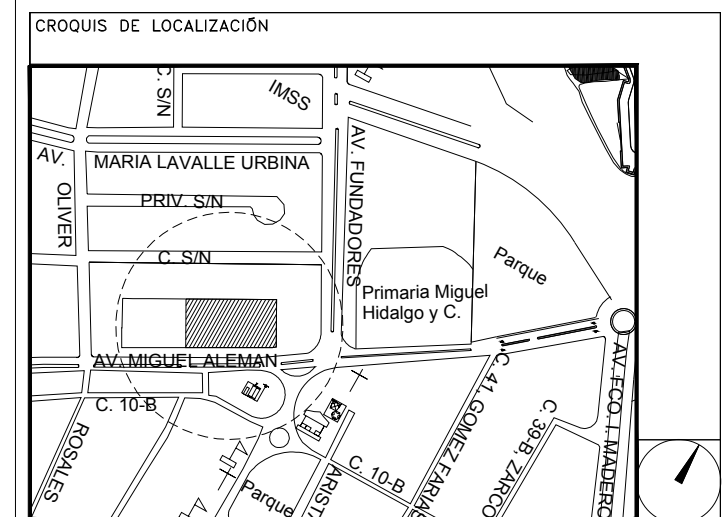 CROQUIS DE LOCALIZACIÓN
C. S/N
IMSS
AV.
OLIVER
MARIA LAVALLE URBINA
AV. FUNDADORES
PRIV. S/N
C. S/N
Parque
Primaria Miguel
Hidalgo y C.
AV. MIGUEL ALEMAN
C. 10-B
ROSALES
Parque
C. 10-B
C. 41, GOMEZ FARIAS
C. 39-B, ZARCO
AV. FCO. I. MADERO